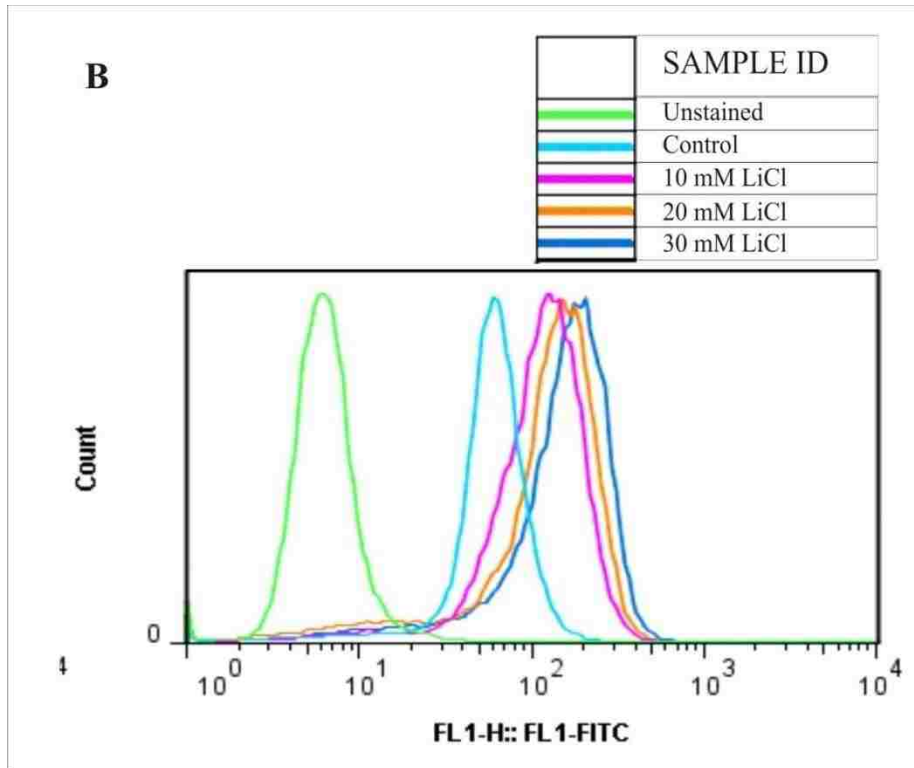 B
SAMPLE ID
Unstained
Control
10 mM LiCl
20 mM LiCl
30 mM LiCl
Count
0
4
10^0 10^1 10^2 10^3 10^4
FL1-H:: FL1-FITC